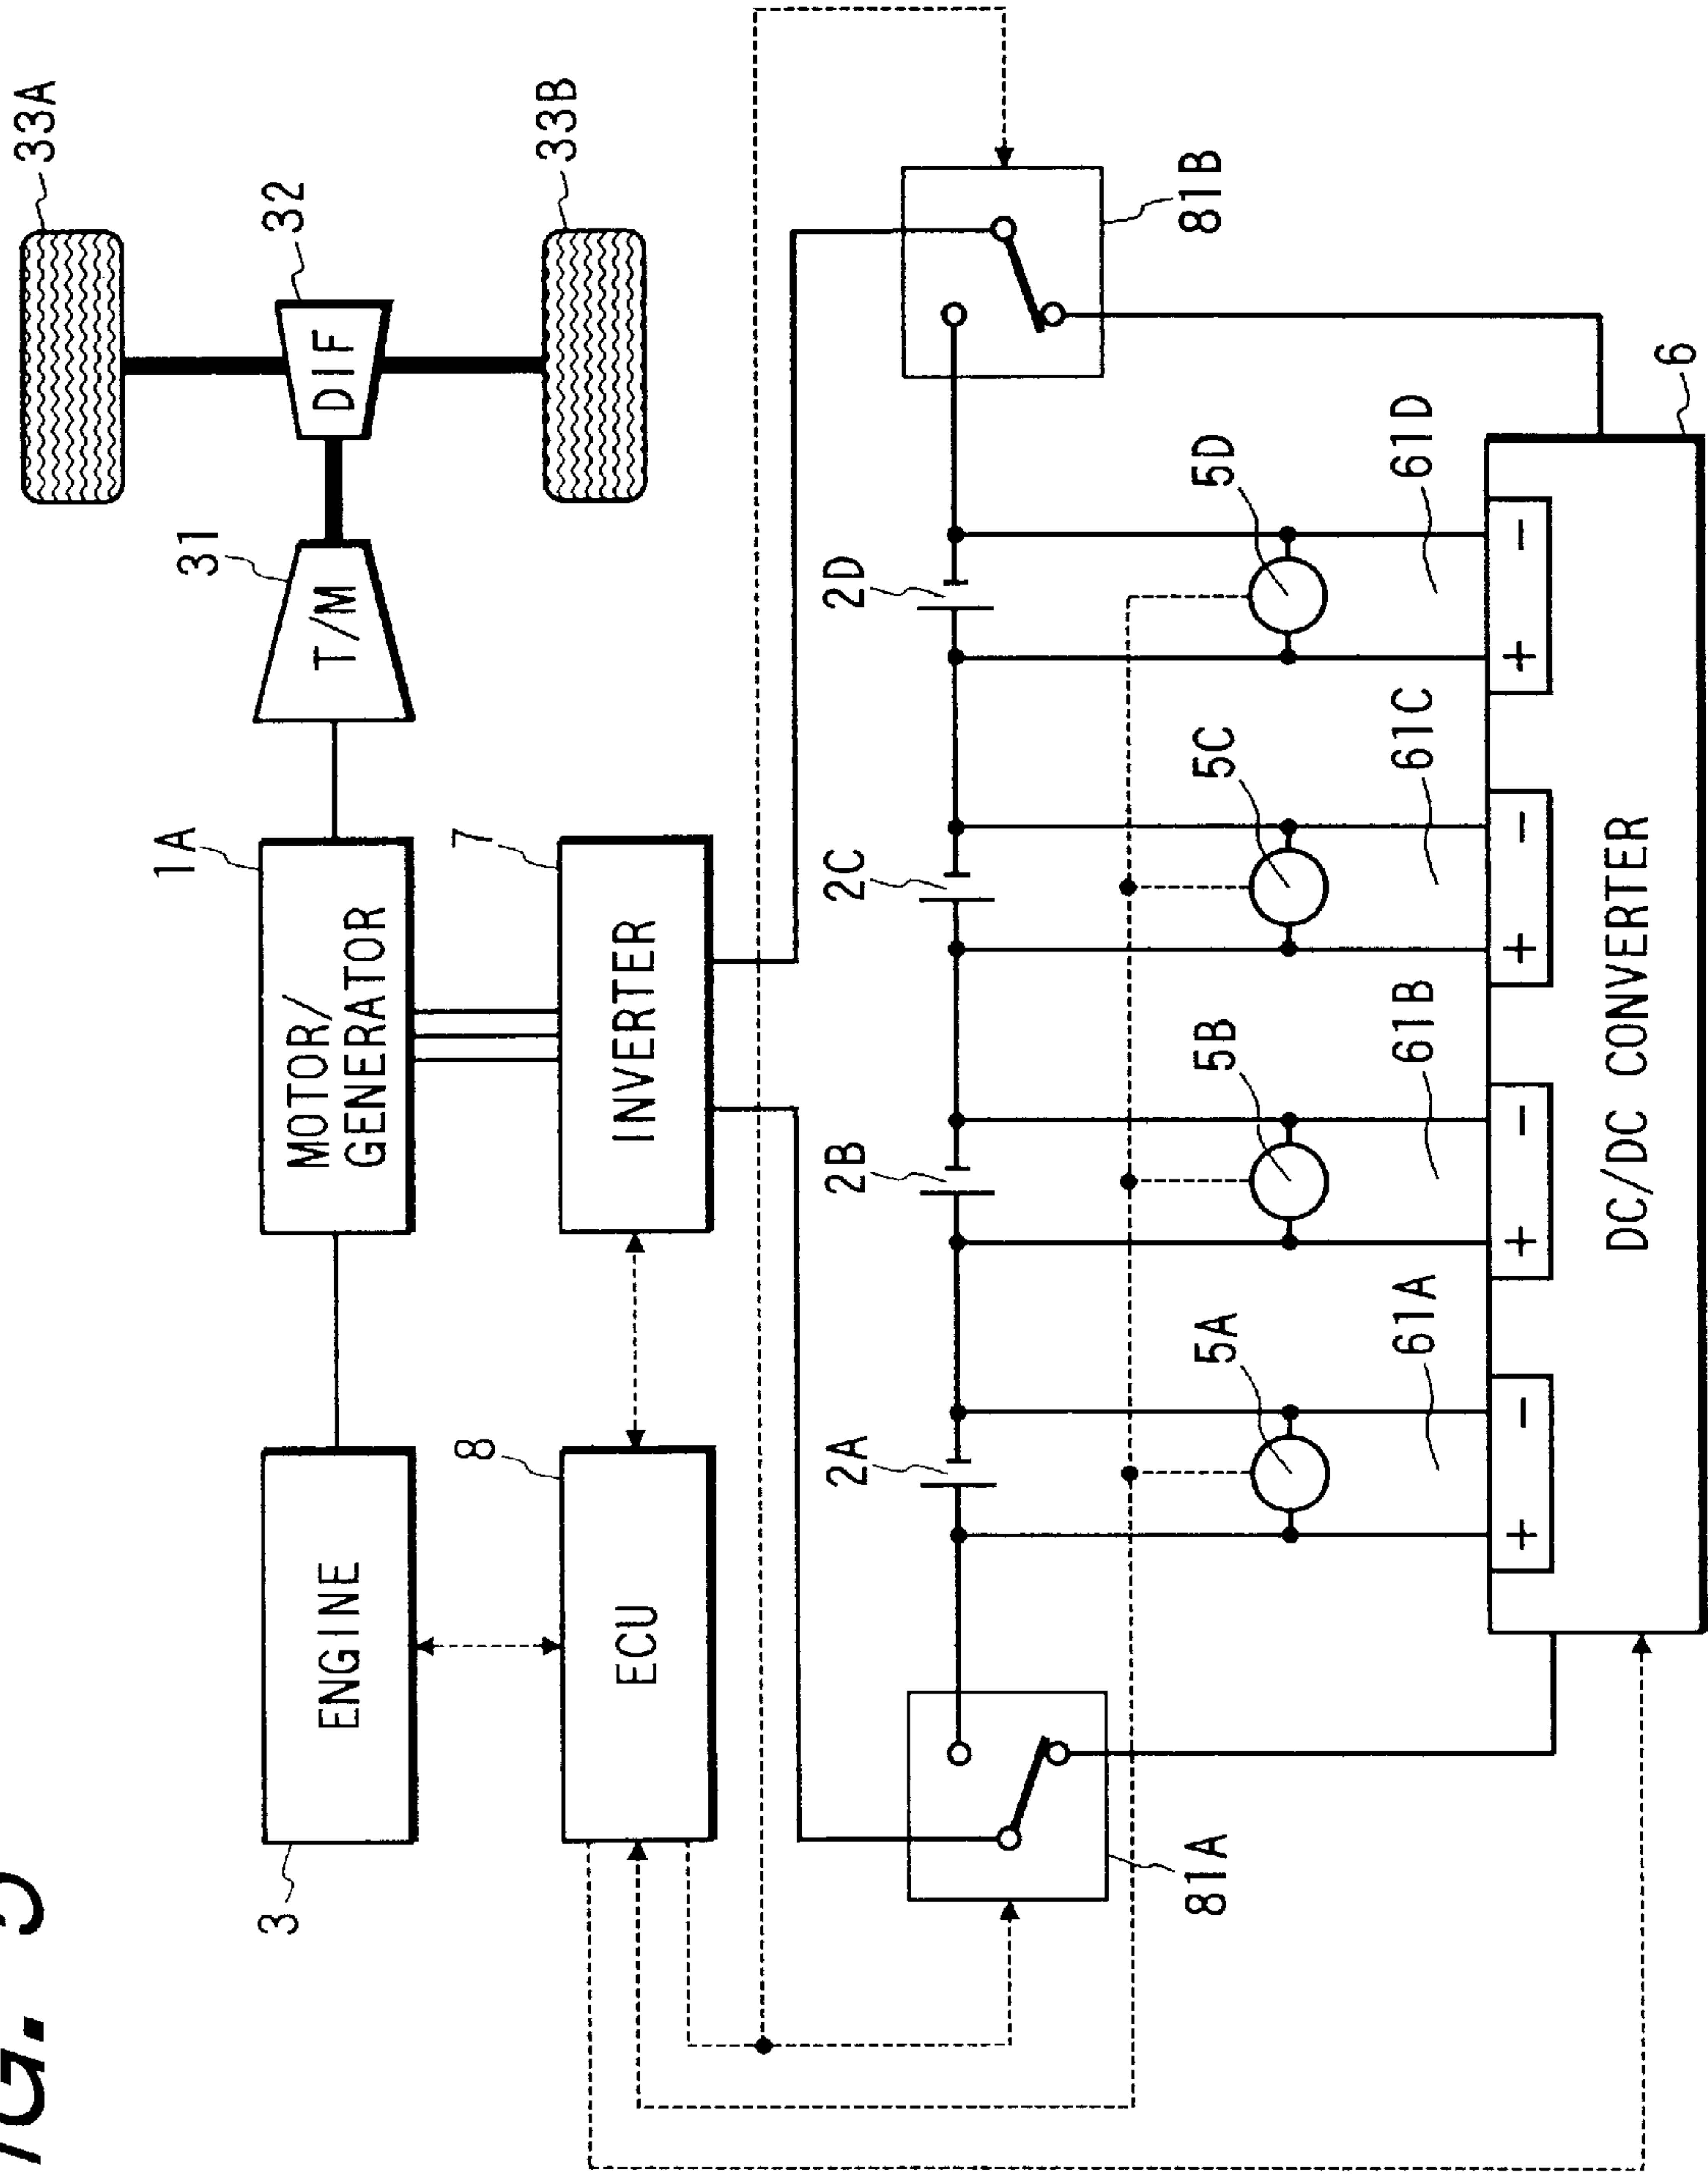 33A
32
33B
DIF
31
T/M
1A
MOTOR/
GENERATOR
7
INVERTER
3
ENGINE
8
ECU
81A
81B
2A
2B
2C
2D
5A
5B
5C
5D
61A
61B
61C
61D
+ −
+ −
+ −
+ −
6
DC/DC CONVERTER